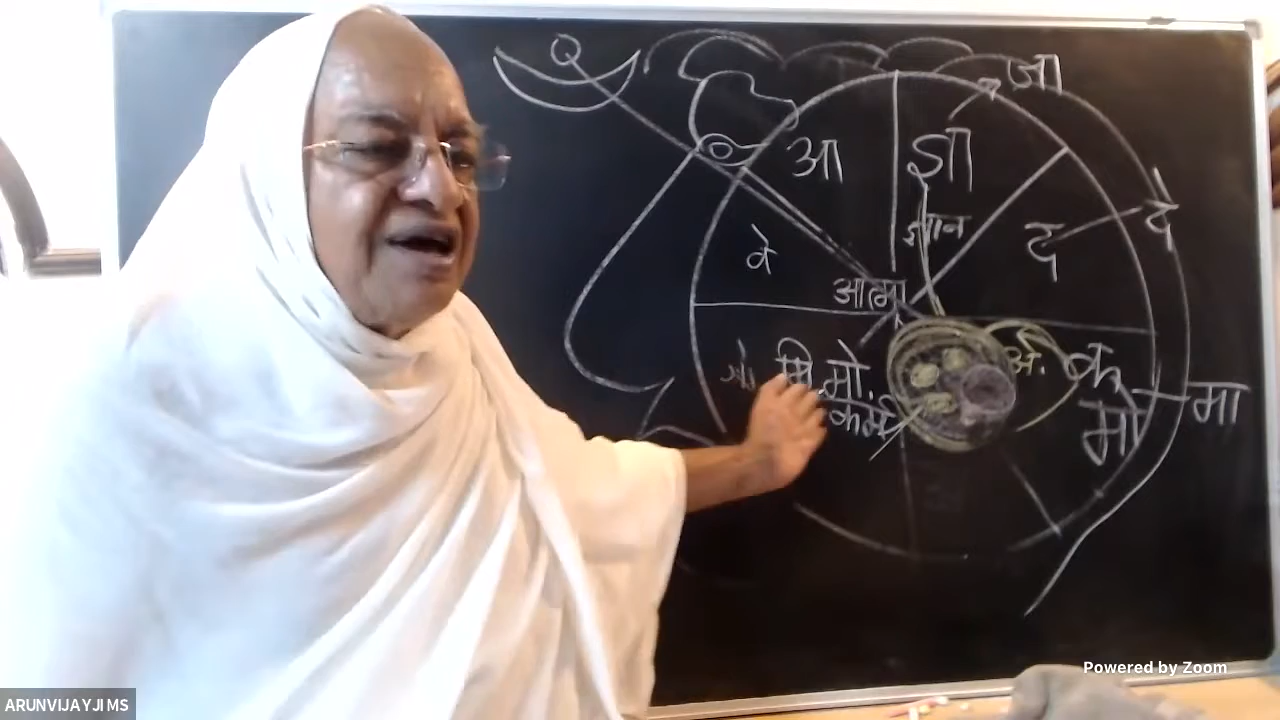 जा
आ
ज्ञा
ज्ञान
द
दे
वे
आत्मा
अं.
क
मि.मो.
कर्म
मो
मा
Powered by Zoom
ARUNVIJAYJI MS